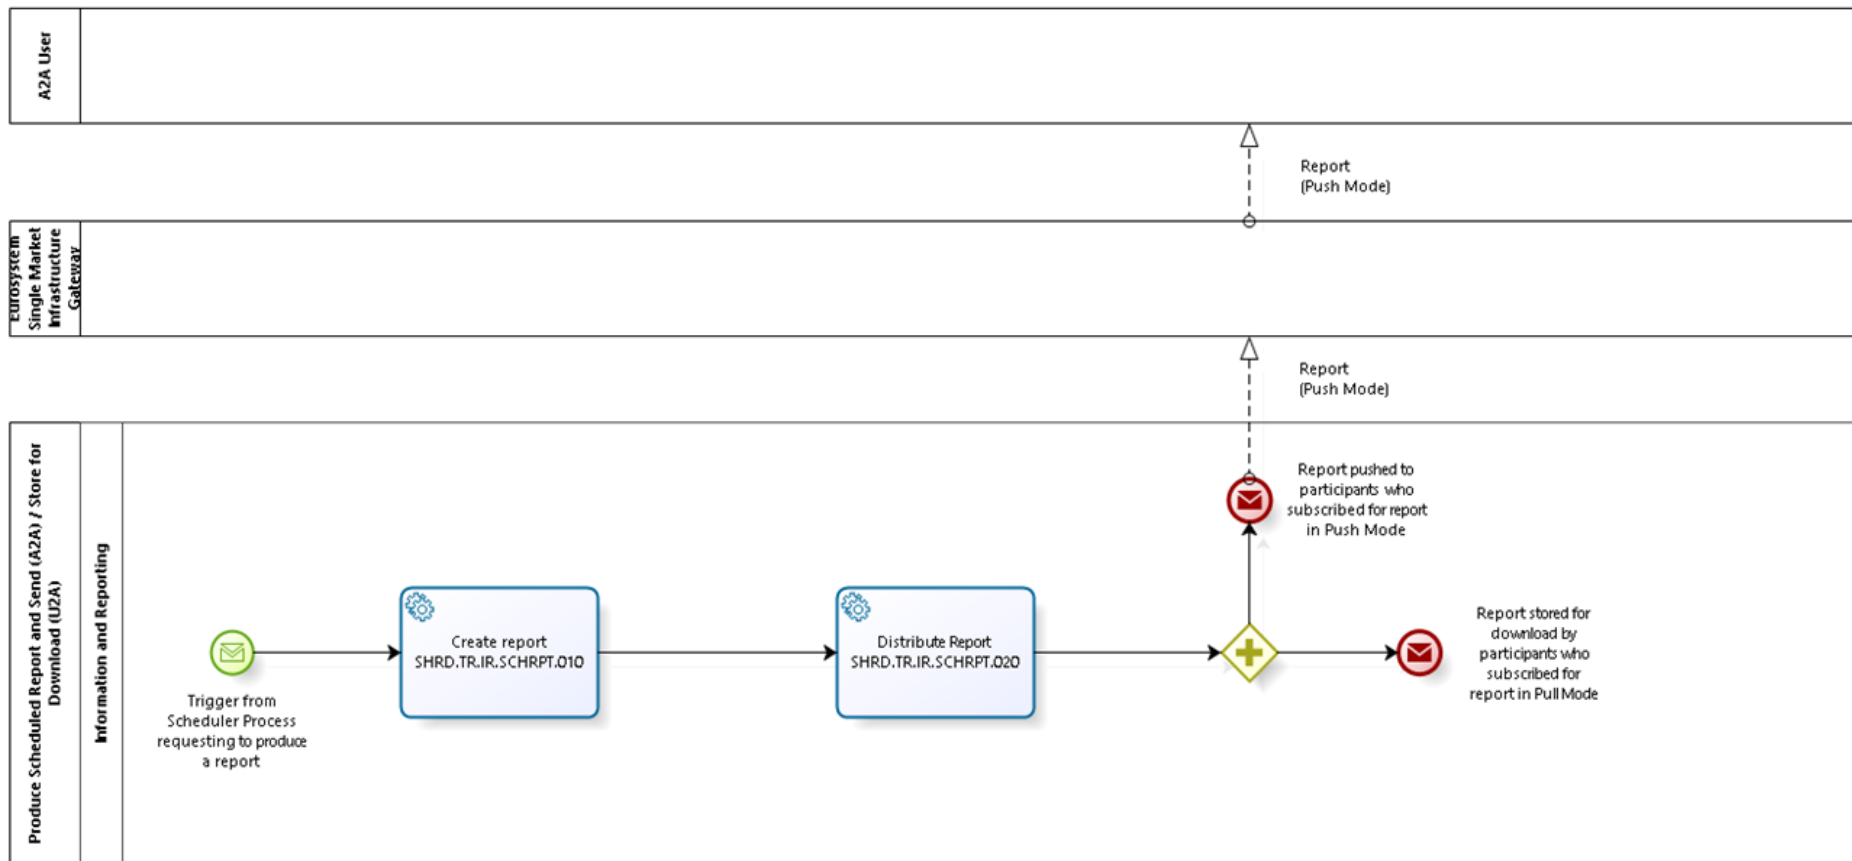 A2A User
Report
(Push Mode)
Eurosystem
Single Market
Infrastructure
Gateway
Report
(Push Mode)
Produce Scheduled Report and Send (A2A) / Store for
Download (U2A)
Information and Reporting
Report pushed to
participants who
subscribed for report
in Push Mode
Create report
SHRD.TR.IR.SCHRPT.010
Distribute Report
SHRD.TR.IR.SCHRPT.020
Report stored for
download by
participants who
subscribed for
report in Pull Mode
Trigger from
Scheduler Process
requesting to produce
a report